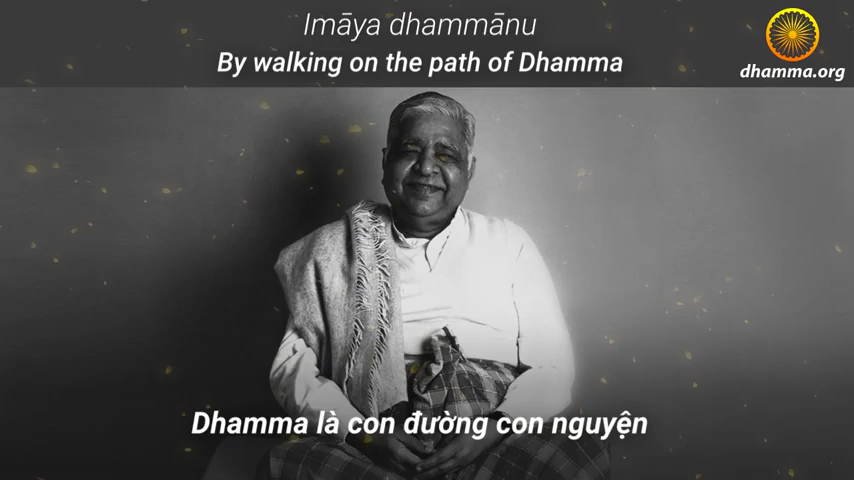 Imāya dhammānu
By walking on the path of Dhamma
dhamma.org
Dhamma là con đường con nguyện